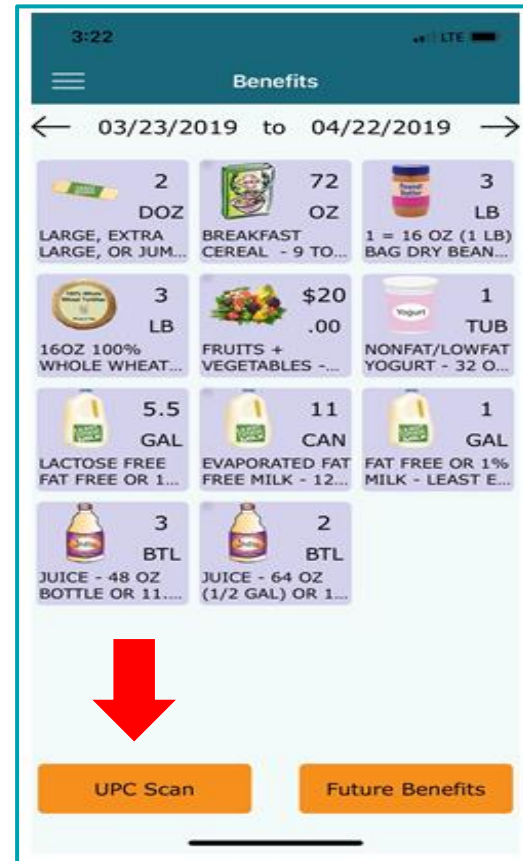 3:22
LTE
Benefits
03/23/2019 to 04/22/2019
2
DOZ
LARGE, EXTRA
LARGE, OR JUM...
72
OZ
BREAKFAST
CEREAL - 9 TO...
Peanut
Butter
3
LB
1 = 16 OZ (1 LB)
BAG DRY BEAN...
3
LB
16OZ 100%
WHOLE WHEAT...
$20
.00
FRUITS +
VEGETABLES -...
Yogurt
1
TUB
NONFAT/LOWFAT
YOGURT - 32 O...
5.5
GAL
LACTOSE FREE
FAT FREE OR 1...
11
CAN
EVAPORATED FAT
FREE MILK - 12...
1
GAL
FAT FREE OR 1%
MILK - LEAST E...
3
BTL
JUICE - 48 OZ
BOTTLE OR 11....
2
BTL
JUICE - 64 OZ
(1/2 GAL) OR 1...
UPC Scan
Future Benefits